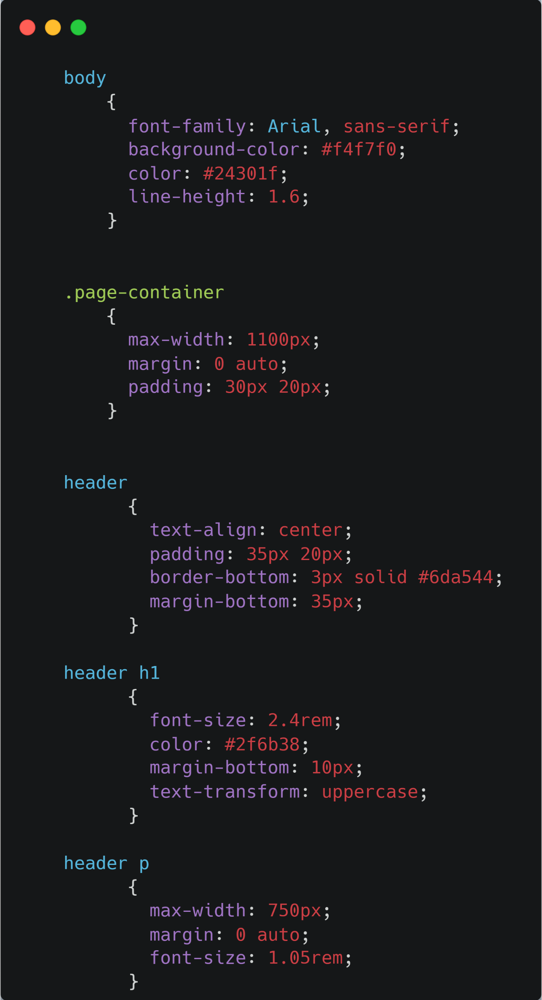 body
{
font-family: Arial, sans-serif;
background-color: #f4f7f0;
color: #24301f;
line-height: 1.6;
}
.page-container
{
max-width: 1100px;
margin: 0 auto;
padding: 30px 20px;
}
header
{
text-align: center;
padding: 35px 20px;
border-bottom: 3px solid #6da544;
margin-bottom: 35px;
}
header h1
{
font-size: 2.4rem;
color: #2f6b38;
margin-bottom: 10px;
text-transform: uppercase;
}
header p
{
max-width: 750px;
margin: 0 auto;
font-size: 1.05rem;
}